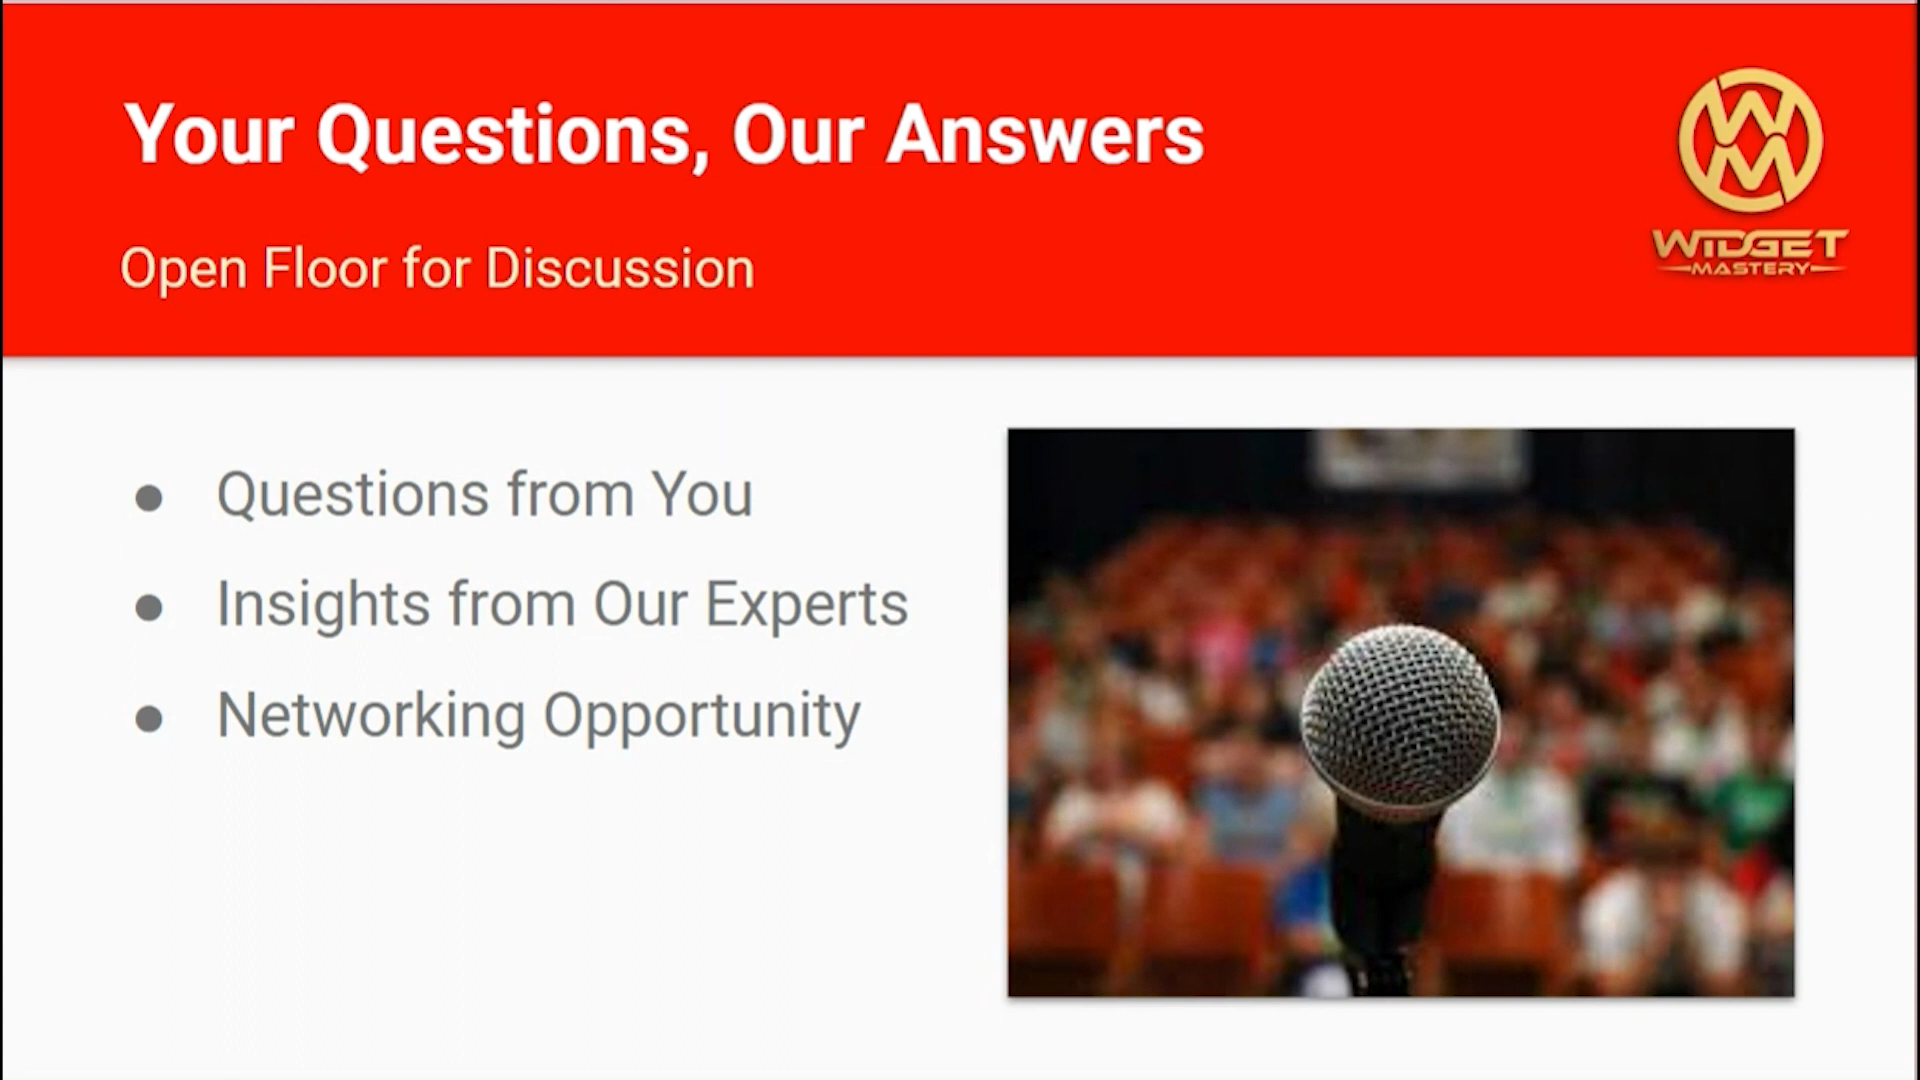 Your Questions, Our Answers
Open Floor for Discussion
WIDGET
MASTERY
Questions from You
Insights from Our Experts
Networking Opportunity